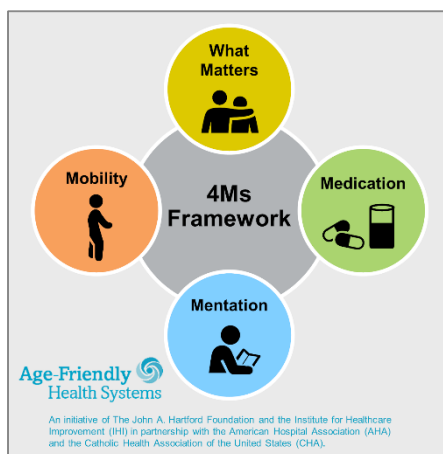 What
Matters
Mobility
4Ms
Framework
Medication
Mentation
Age-Friendly
Health Systems
An initiative of The John A. Hartford Foundation and the Institute for Healthcare
Improvement (IHI) in partnership with the American Hospital Association (AHA)
and the Catholic Health Association of the United States (CHA).